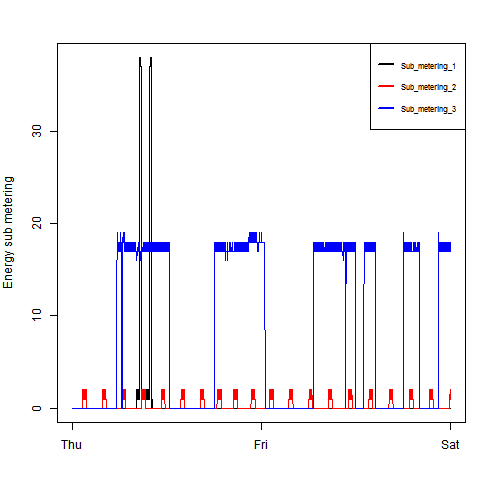 Sub_metering_1
Sub_metering_2
Sub_metering_3
Energy sub metering
30
20
10
0
Thu
Fri
Sat